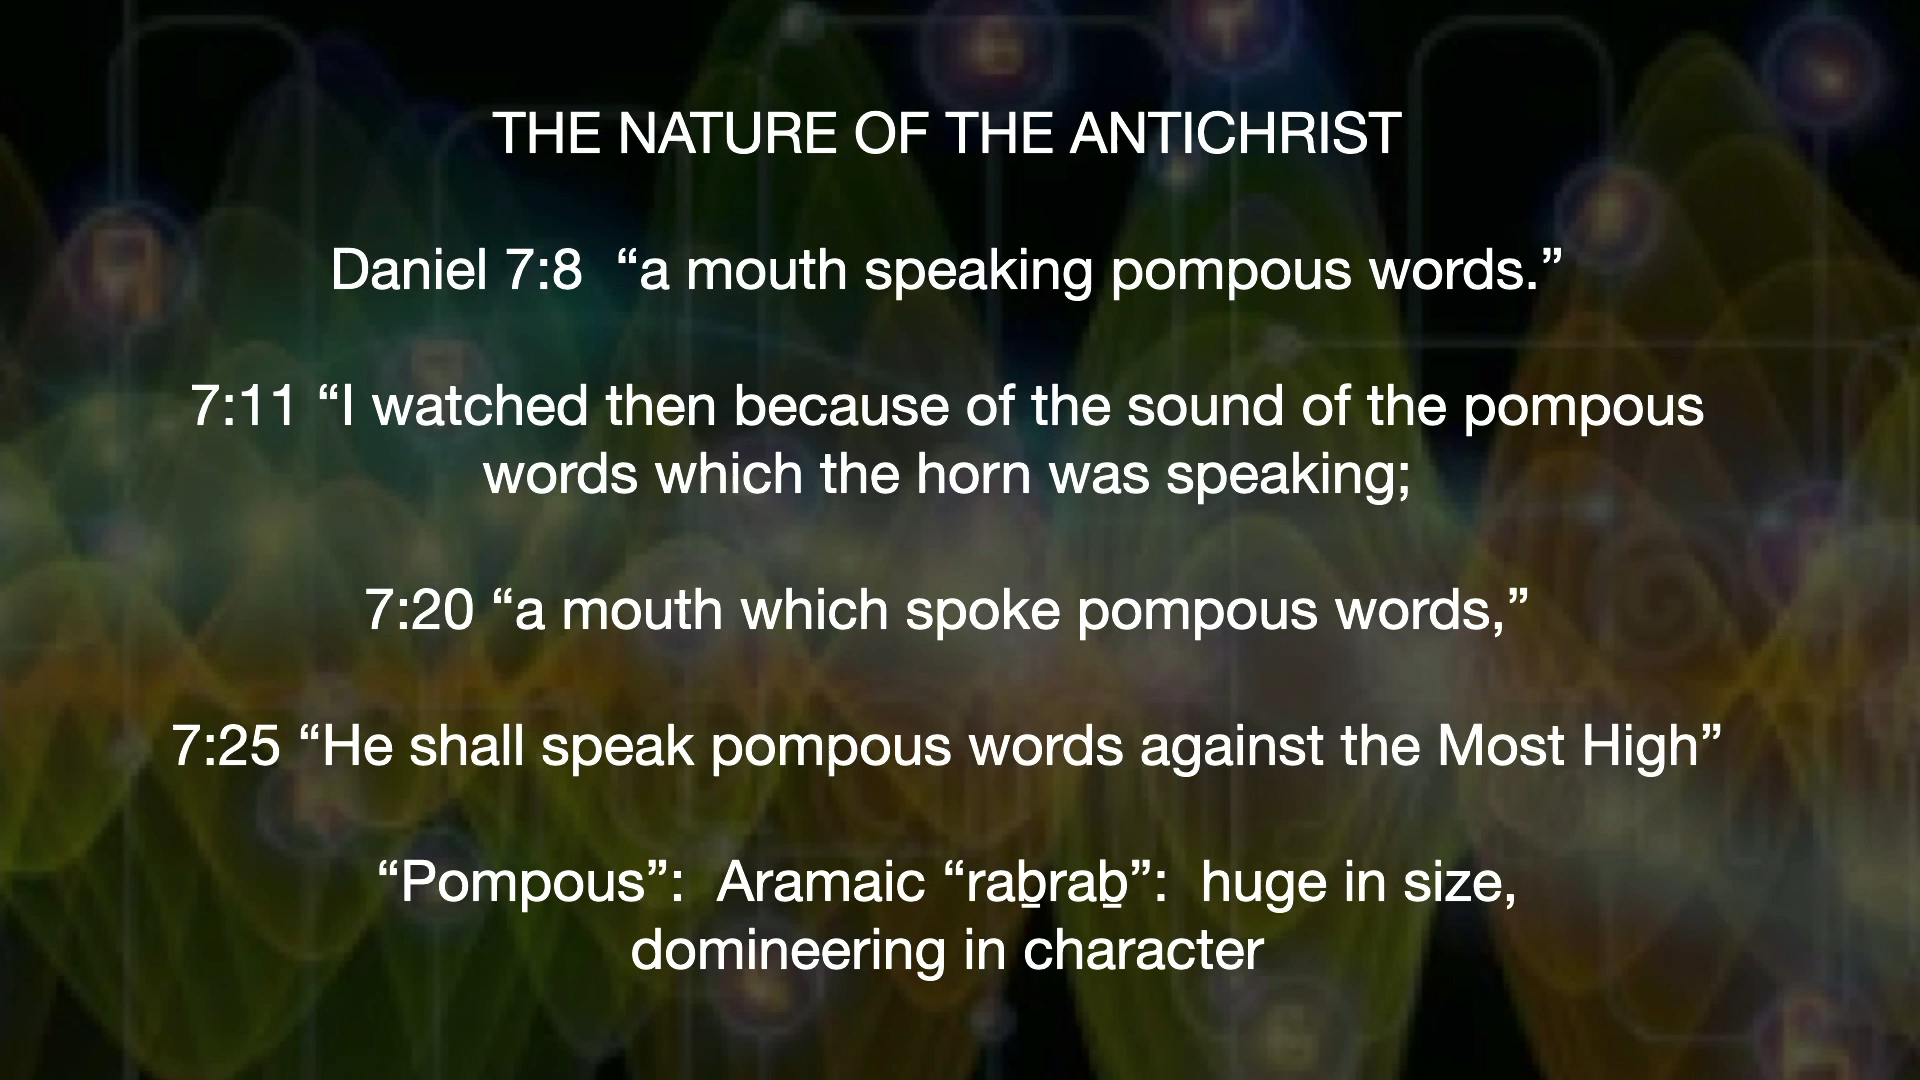 THE NATURE OF THE ANTICHRIST
Daniel 7:8  “a mouth speaking pompous words.”
7:11 “I watched then because of the sound of the pompous
words which the horn was speaking;
7:20 “a mouth which spoke pompous words,”
7:25 “He shall speak pompous words against the Most High”
“Pompous”:  Aramaic “raḇraḇ”:  huge in size,
domineering in character